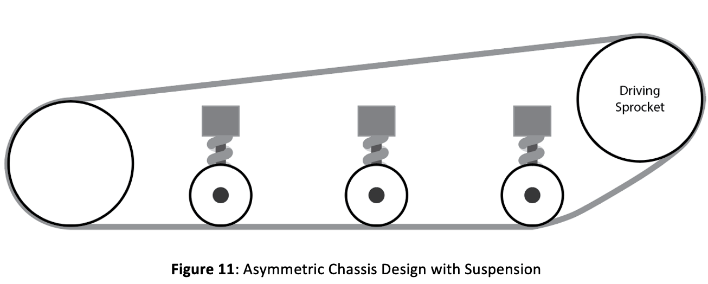 Driving
Sprocket
Figure 11: Asymmetric Chassis Design with Suspension